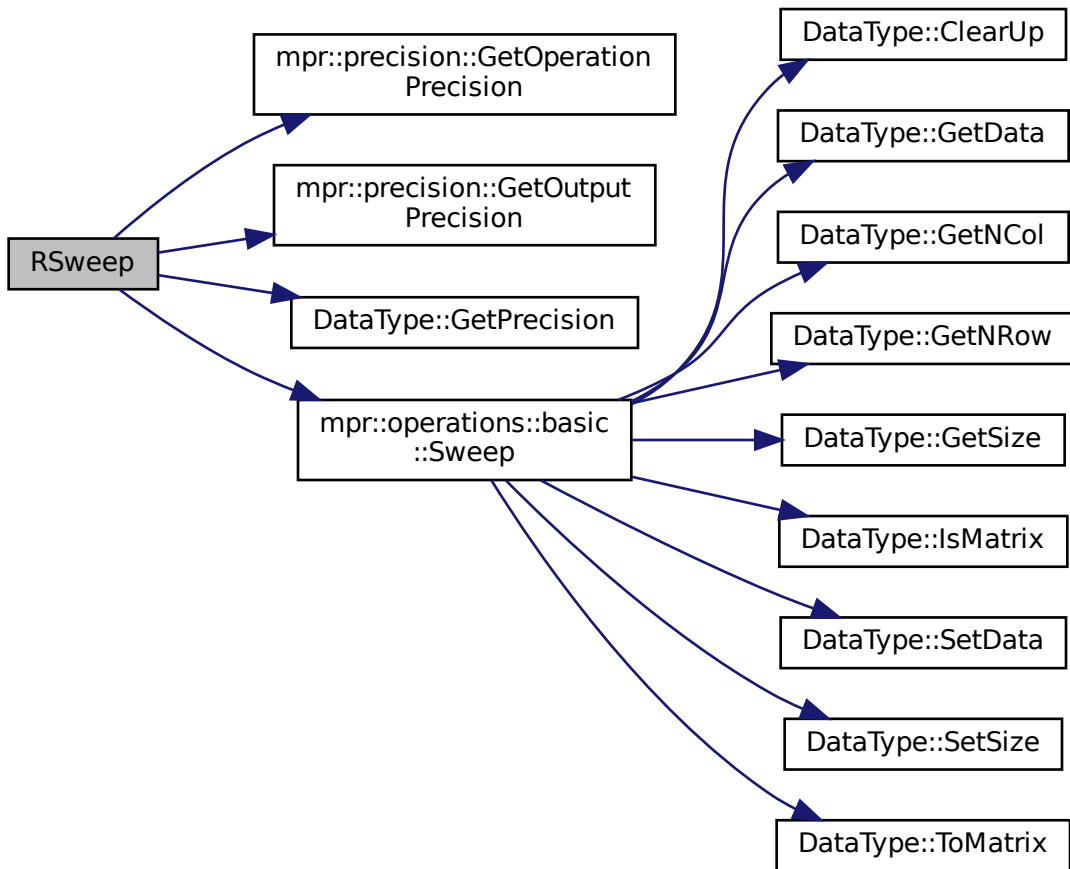 RSweep
mpr::precision::GetOperation
Precision
mpr::precision::GetOutput
Precision
DataType::GetPrecision
mpr::operations::basic
::Sweep
DataType::ClearUp
DataType::GetData
DataType::GetNCol
DataType::GetNRow
DataType::GetSize
DataType::IsMatrix
DataType::SetData
DataType::SetSize
DataType::ToMatrix